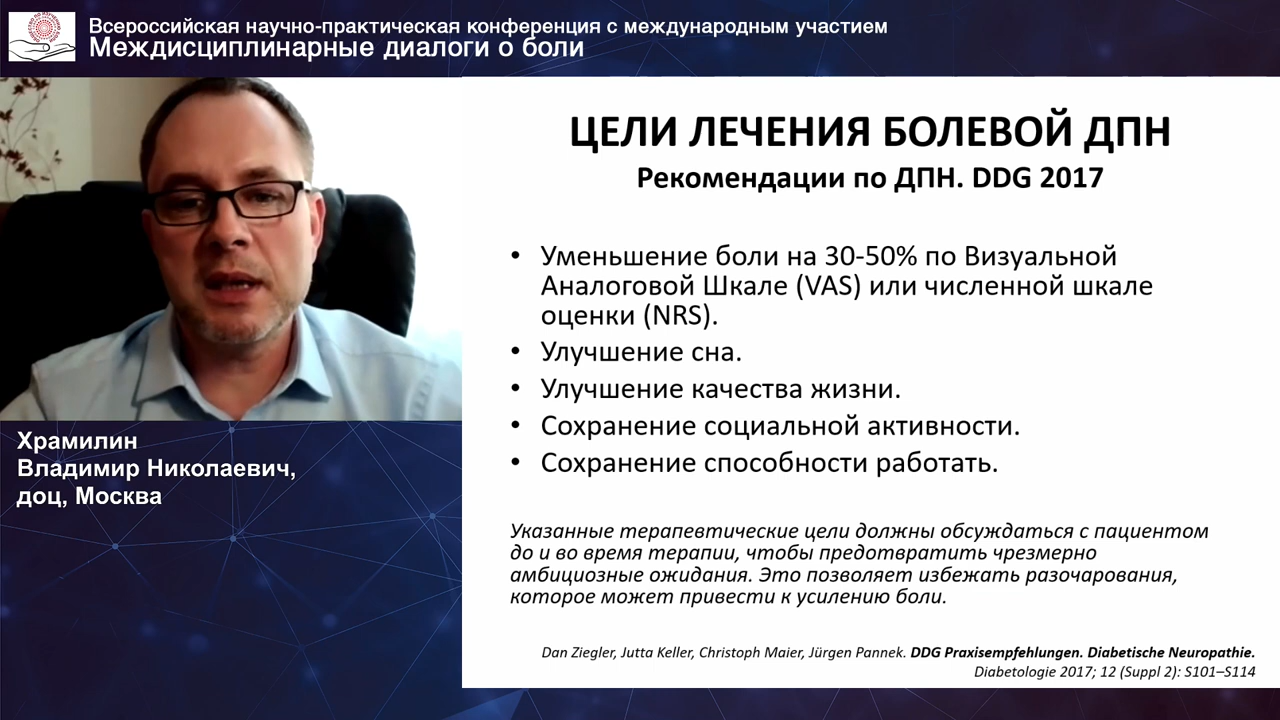 Всероссийская научно-практическая конференция с международным участием
Междисциплинарные диалоги о боли
ЦЕЛИ ЛЕЧЕНИЯ БОЛЕВОЙ ДПН
Рекомендации по ДПН. DDG 2017
• Уменьшение боли на 30-50% по Визуальной
Аналоговой Шкале (VAS) или численной шкале
оценки (NRS).
• Улучшение сна.
• Улучшение качества жизни.
• Сохранение социальной активности.
• Сохранение способности работать.
Указанные терапевтические цели должны обсуждаться с пациентом
до и во время терапии, чтобы предотвратить чрезмерно
амбициозные ожидания. Это позволяет избежать разочарования,
которое может привести к усилению боли.
Dan Ziegler, Jutta Keller, Christoph Maier, Jürgen Pannek. DDG Praxisempfehlungen. Diabetische Neuropathie.
Diabetologie 2017; 12 (Suppl 2): S101–S114
Храмилин
Владимир Николаевич,
доц, Москва